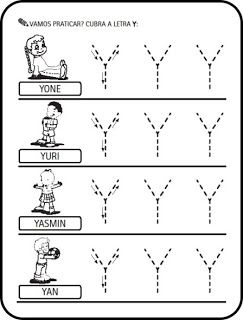 VAMOS PRATICAR? CUBRA A LETRA Y:
Y Y Y
YONE
Y Y Y
YURI
Y Y Y
YASMIN
Y Y Y
YAN